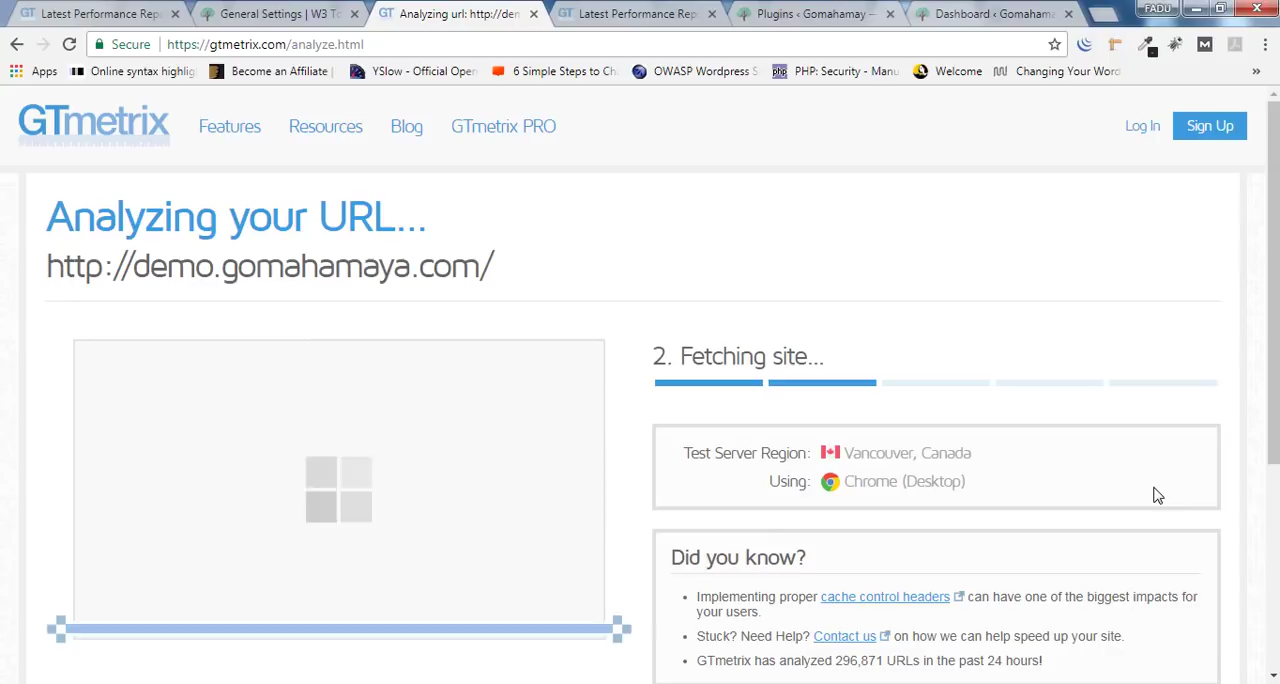 Latest Performance Rep
General Settings | W3 T
Analyzing url: http://den
Latest Performance Rep
Plugins ‹ Gomahamay —
Dashboard ‹ Gomahama
FADU
Secure
https://gtmetrix.com/analyze.html
Apps
Online syntax highlig
Become an Affiliate
YSlow - Official Oper
6 Simple Steps to Ch
OWASP Wordpress S
php
PHP: Security - Manu
Welcome
Changing Your Word
»
GTmetrix
Features
Resources
Blog
GTmetrix PRO
Log In
Sign Up
Analyzing your URL...
http://demo.gomahamaya.com/
2. Fetching site...
Test Server Region: Vancouver, Canada
Using: Chrome (Desktop)
Did you know?
• Implementing proper cache control headers can have one of the biggest impacts for
your users.
• Stuck? Need Help? Contact us on how we can help speed up your site.
• GTmetrix has analyzed 296,871 URLs in the past 24 hours!